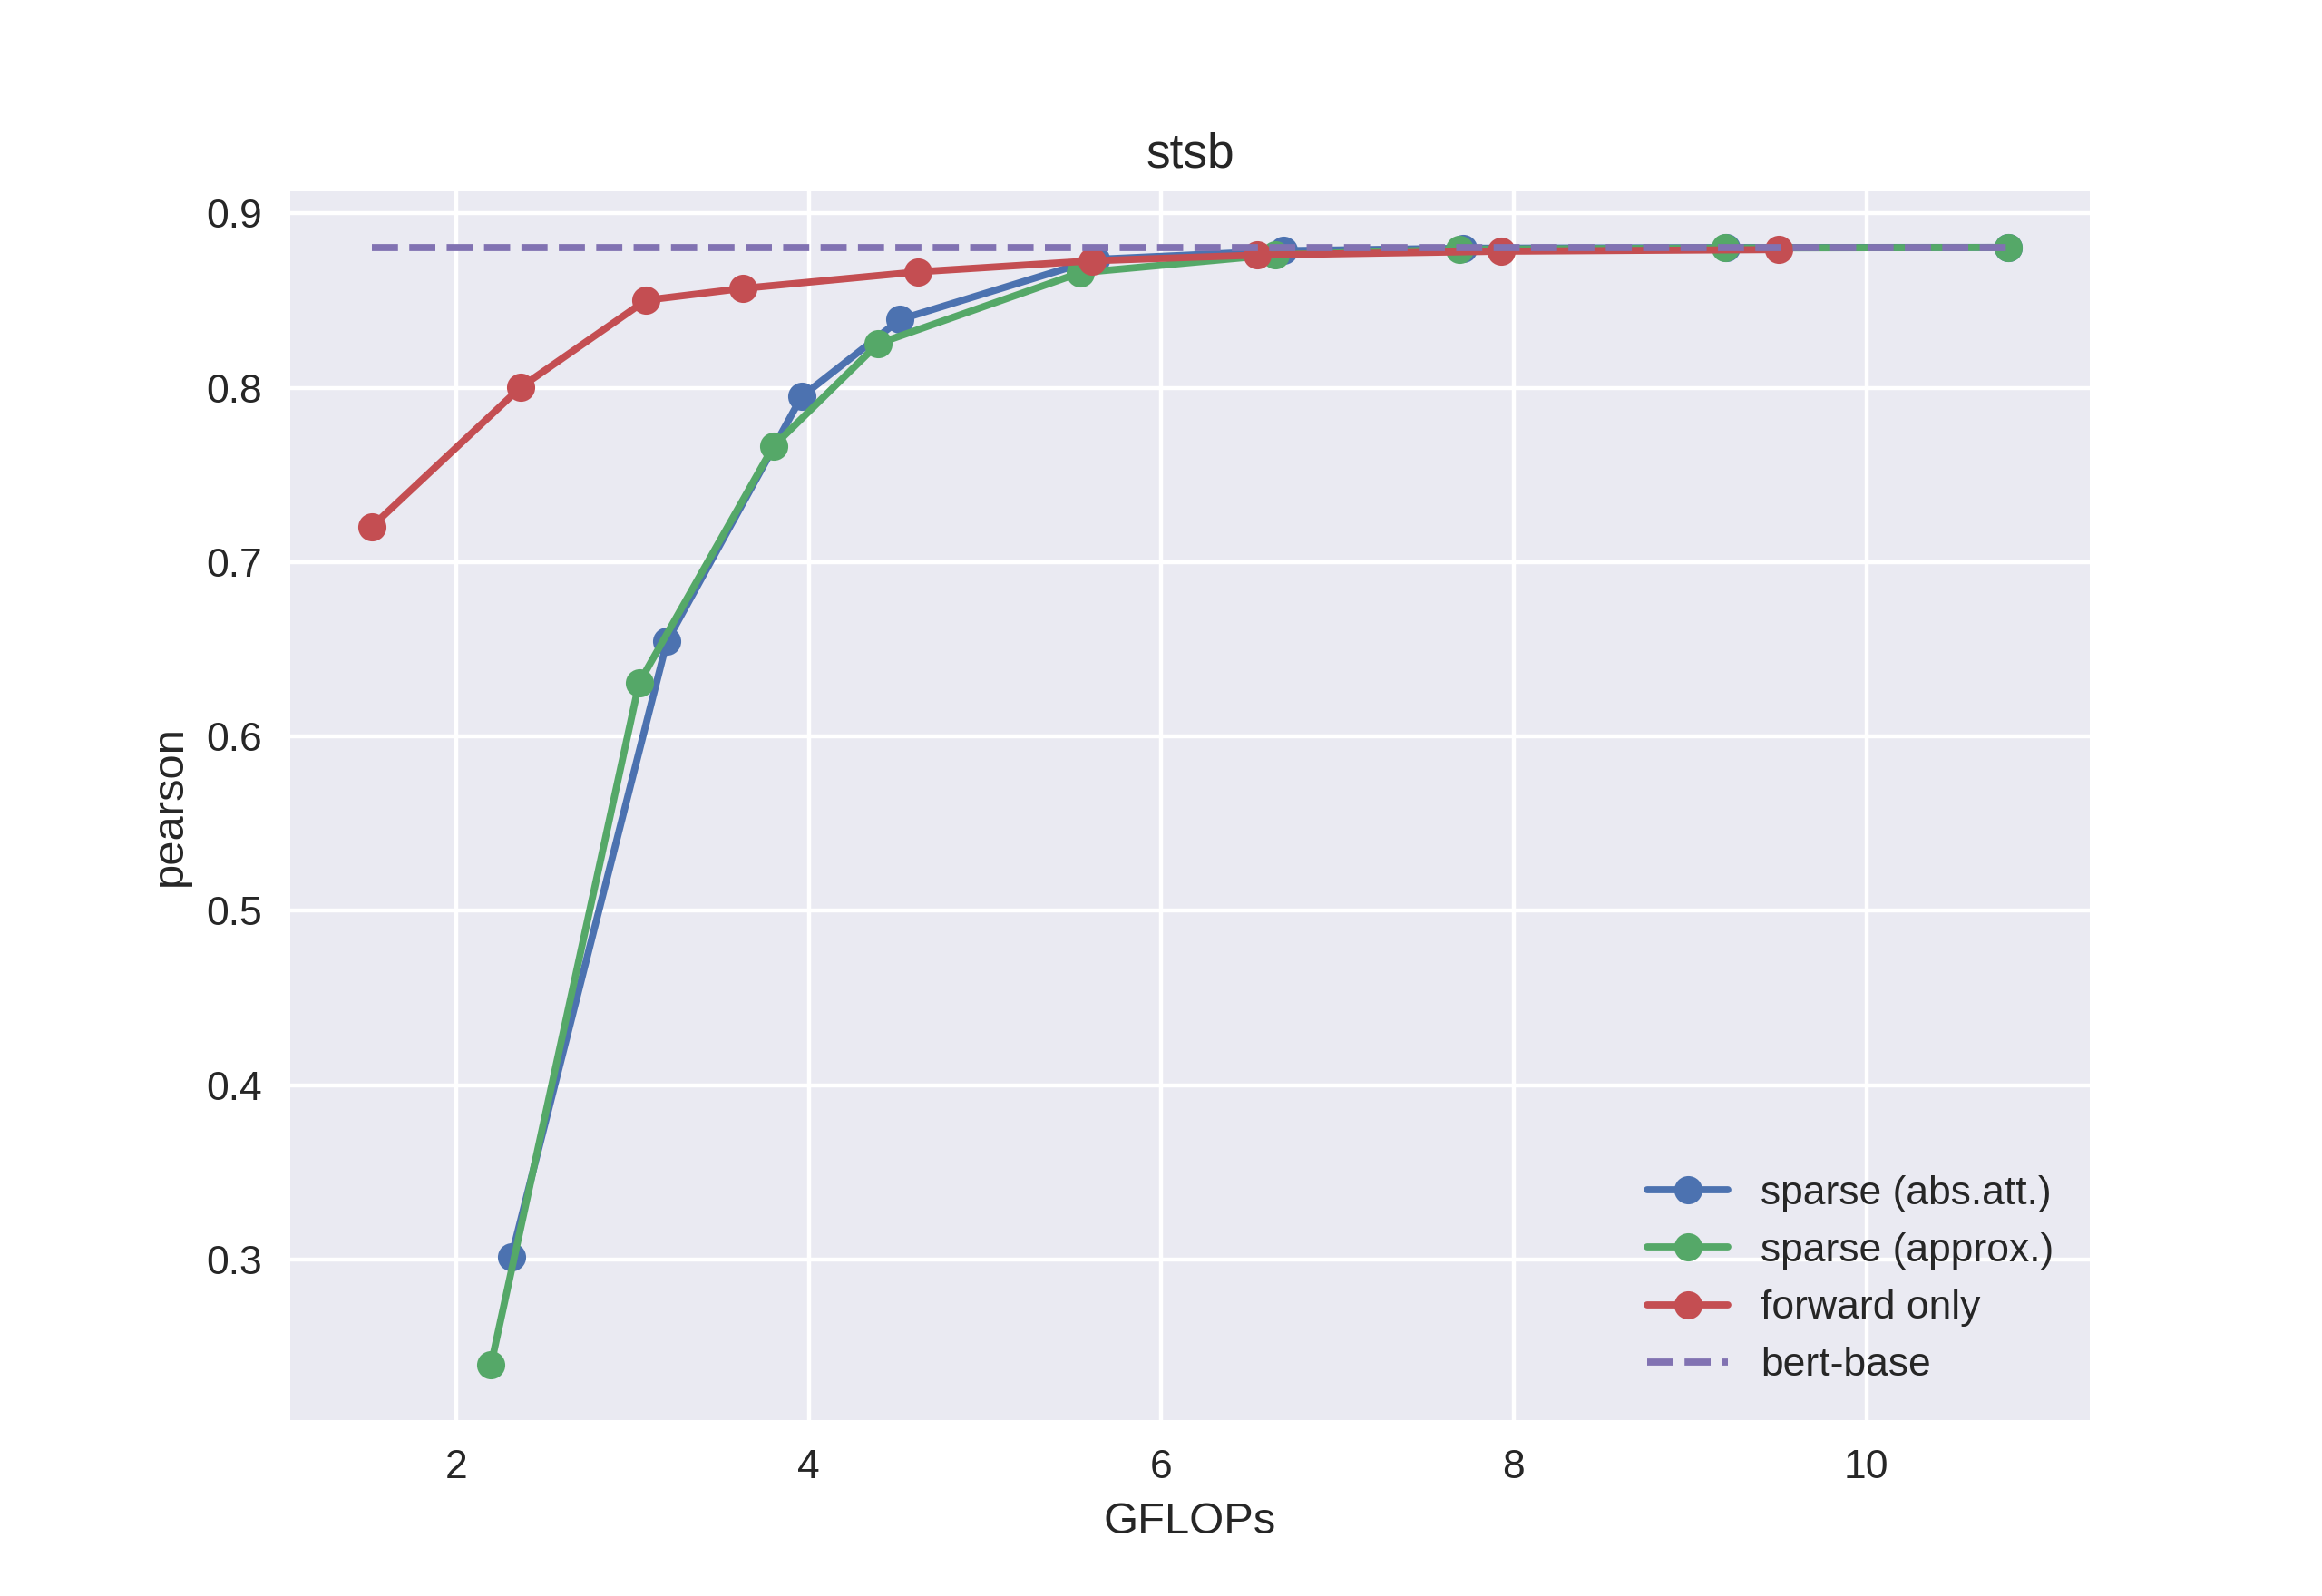 stsb
0.9
0.8
0.7
0.6
0.5
0.4
0.3
pearson
sparse (abs.att.)
sparse (approx.)
forward only
bert-base
2 4 6 8 10
GFLOPs